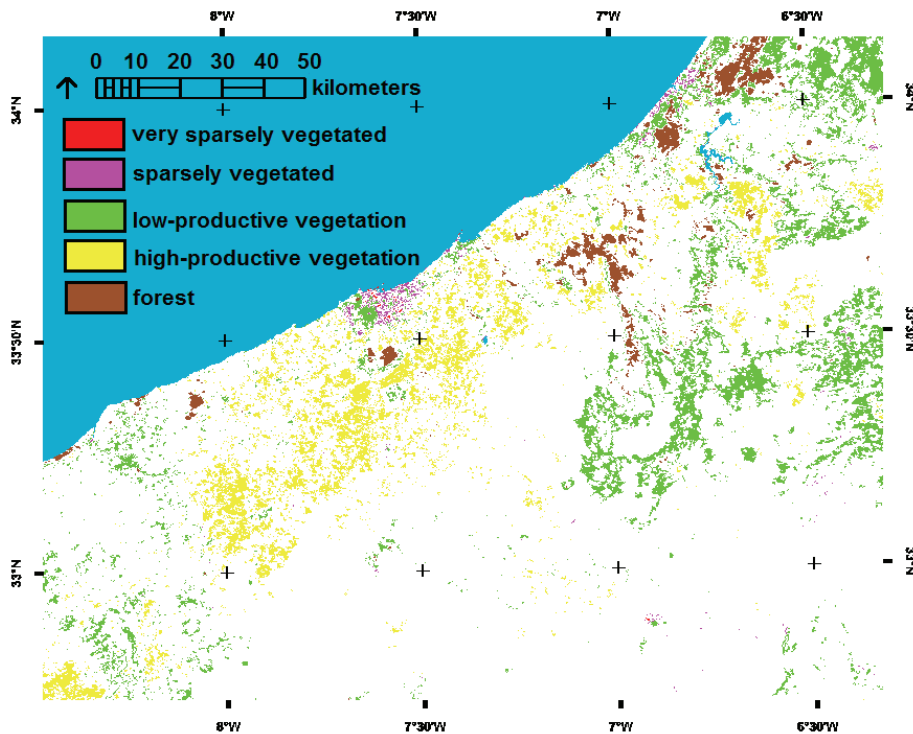 8°W 7°30'W 7°W 6°30'W
0 10 20 30 40 50
kilometers
34°N 34°N
very sparsely vegetated
sparsely vegetated
low-productive vegetation
high-productive vegetation
forest
33°30'N 33°30'N
33°N 33°N
8°W 7°30'W 7°W 6°30'W